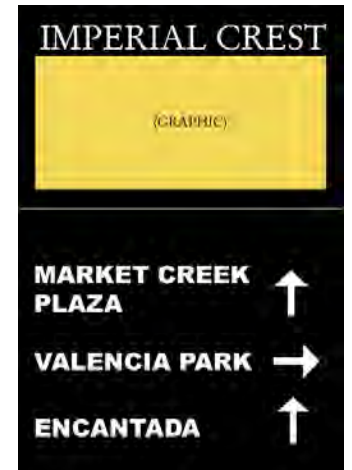 IMPERIAL CREST
(GRAPHIC)
MARKET CREEK
PLAZA
VALENCIA PARK
ENCANTADA